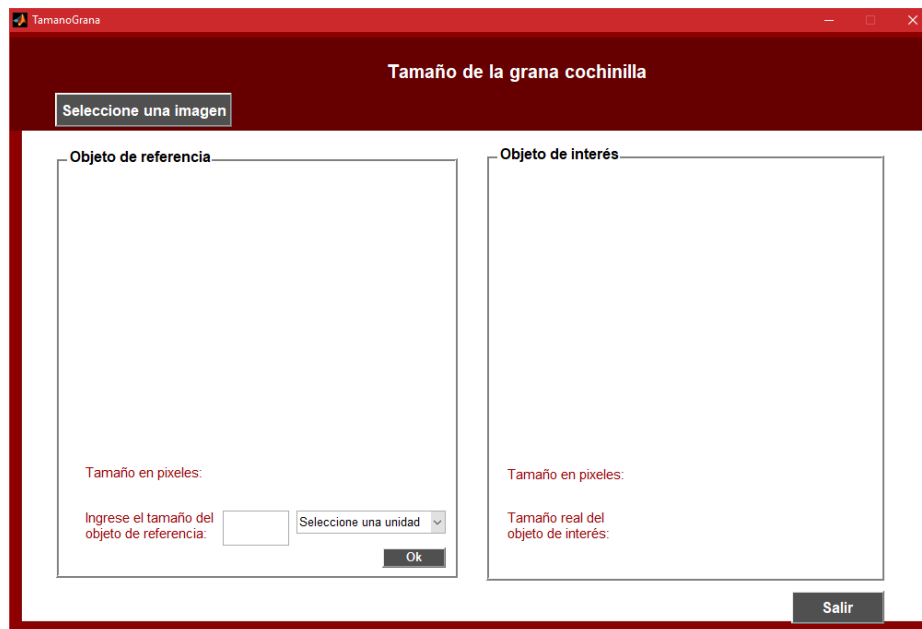 TamanoGrana
Tamaño de la grana cochinilla
Seleccione una imagen
Objeto de referencia
Tamaño en pixeles:
Ingrese el tamaño del
objeto de referencia:
Seleccione una unidad
Ok
Objeto de interés
Tamaño en pixeles:
Tamaño real del
objeto de interés:
Salir